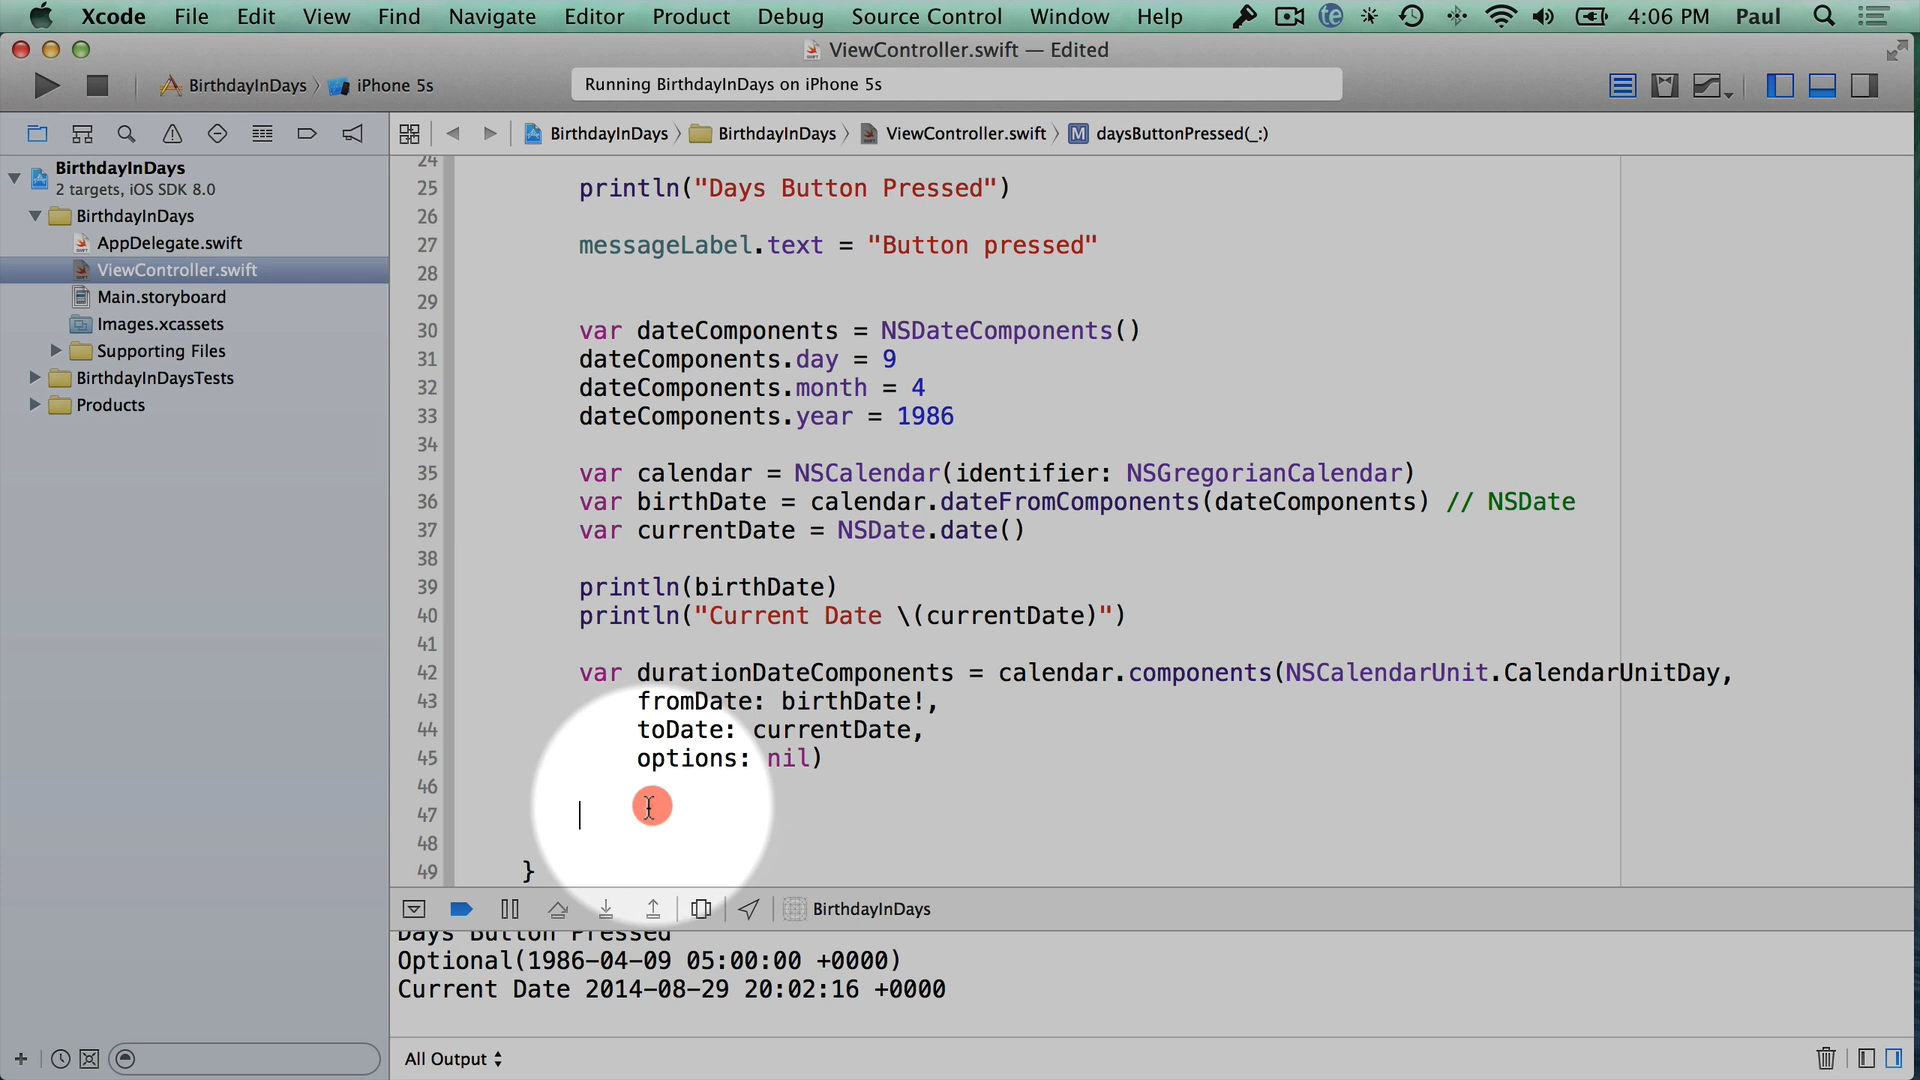 Xcode File Edit View Find Navigate Editor Product Debug Source Control Window Help te 4:06 PM Paul
ViewController.swift — Edited
BirthdayInDays iPhone 5s
Running BirthdayInDays on iPhone 5s
BirthdayInDays BirthdayInDays ViewController.swift M daysButtonPressed(_:)
BirthdayInDays
2 targets, iOS SDK 8.0
BirthdayInDays
AppDelegate.swift
ViewController.swift
Main.storyboard
Images.xcassets
Supporting Files
BirthdayInDaysTests
Products
24
25 println("Days Button Pressed")
26
27 messageLabel.text = "Button pressed"
28
29
30 var dateComponents = NSDateComponents()
31 dateComponents.day = 9
32 dateComponents.month = 4
33 dateComponents.year = 1986
34
35 var calendar = NSCalendar(identifier: NSGregorianCalendar)
36 var birthDate = calendar.dateFromComponents(dateComponents) // NSDate
37 var currentDate = NSDate.date()
38
39 println(birthDate)
40 println("Current Date \(currentDate)")
41
42 var durationDateComponents = calendar.components(NSCalendarUnit.CalendarUnitDay,
43 fromDate: birthDate!,
44 toDate: currentDate,
45 options: nil)
46
47
48
49 }
BirthdayInDays
Days Button Pressed
Optional(1986-04-09 05:00:00 +0000)
Current Date 2014-08-29 20:02:16 +0000
All Output